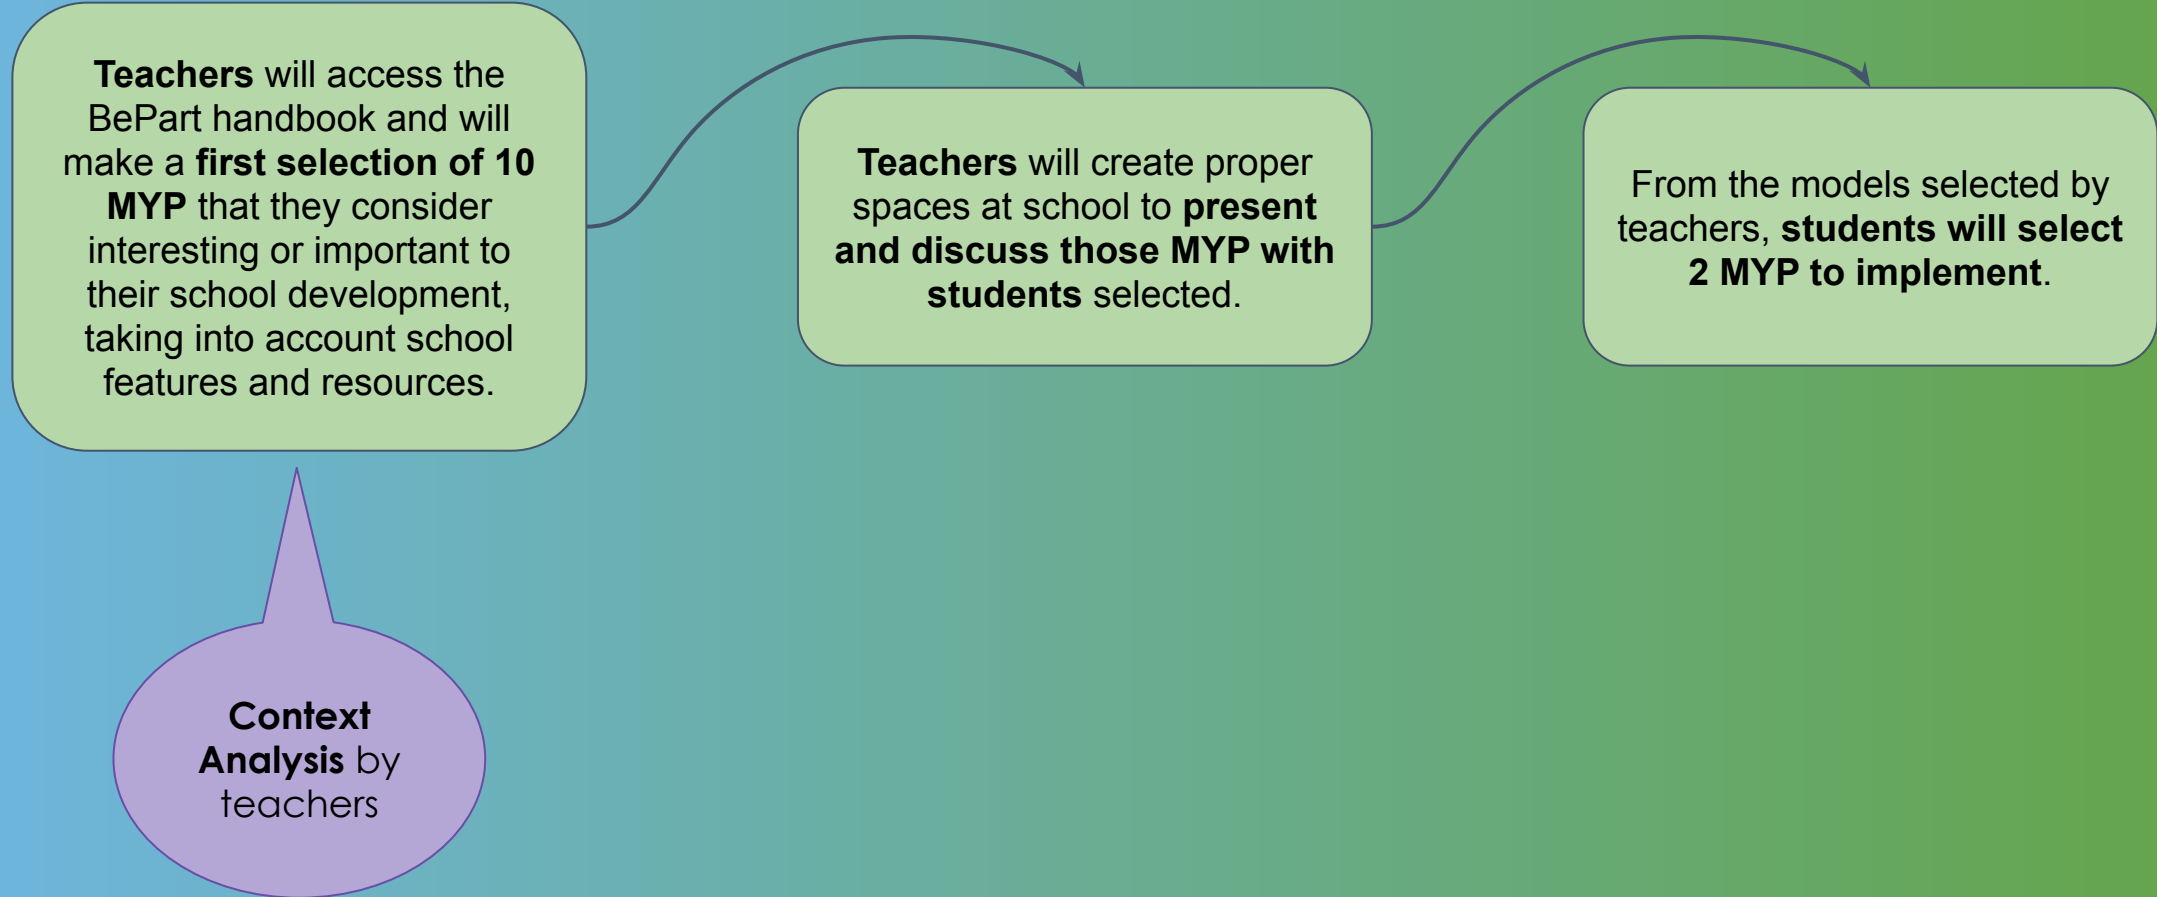 Teachers will access the
BePart handbook and will
make a first selection of 10
MYP that they consider
interesting or important to
their school development,
taking into account school
features and resources.
Teachers will create proper
spaces at school to present
and discuss those MYP with
students selected.
From the models selected by
teachers, students will select
2 MYP to implement.
Context
Analysis by
teachers